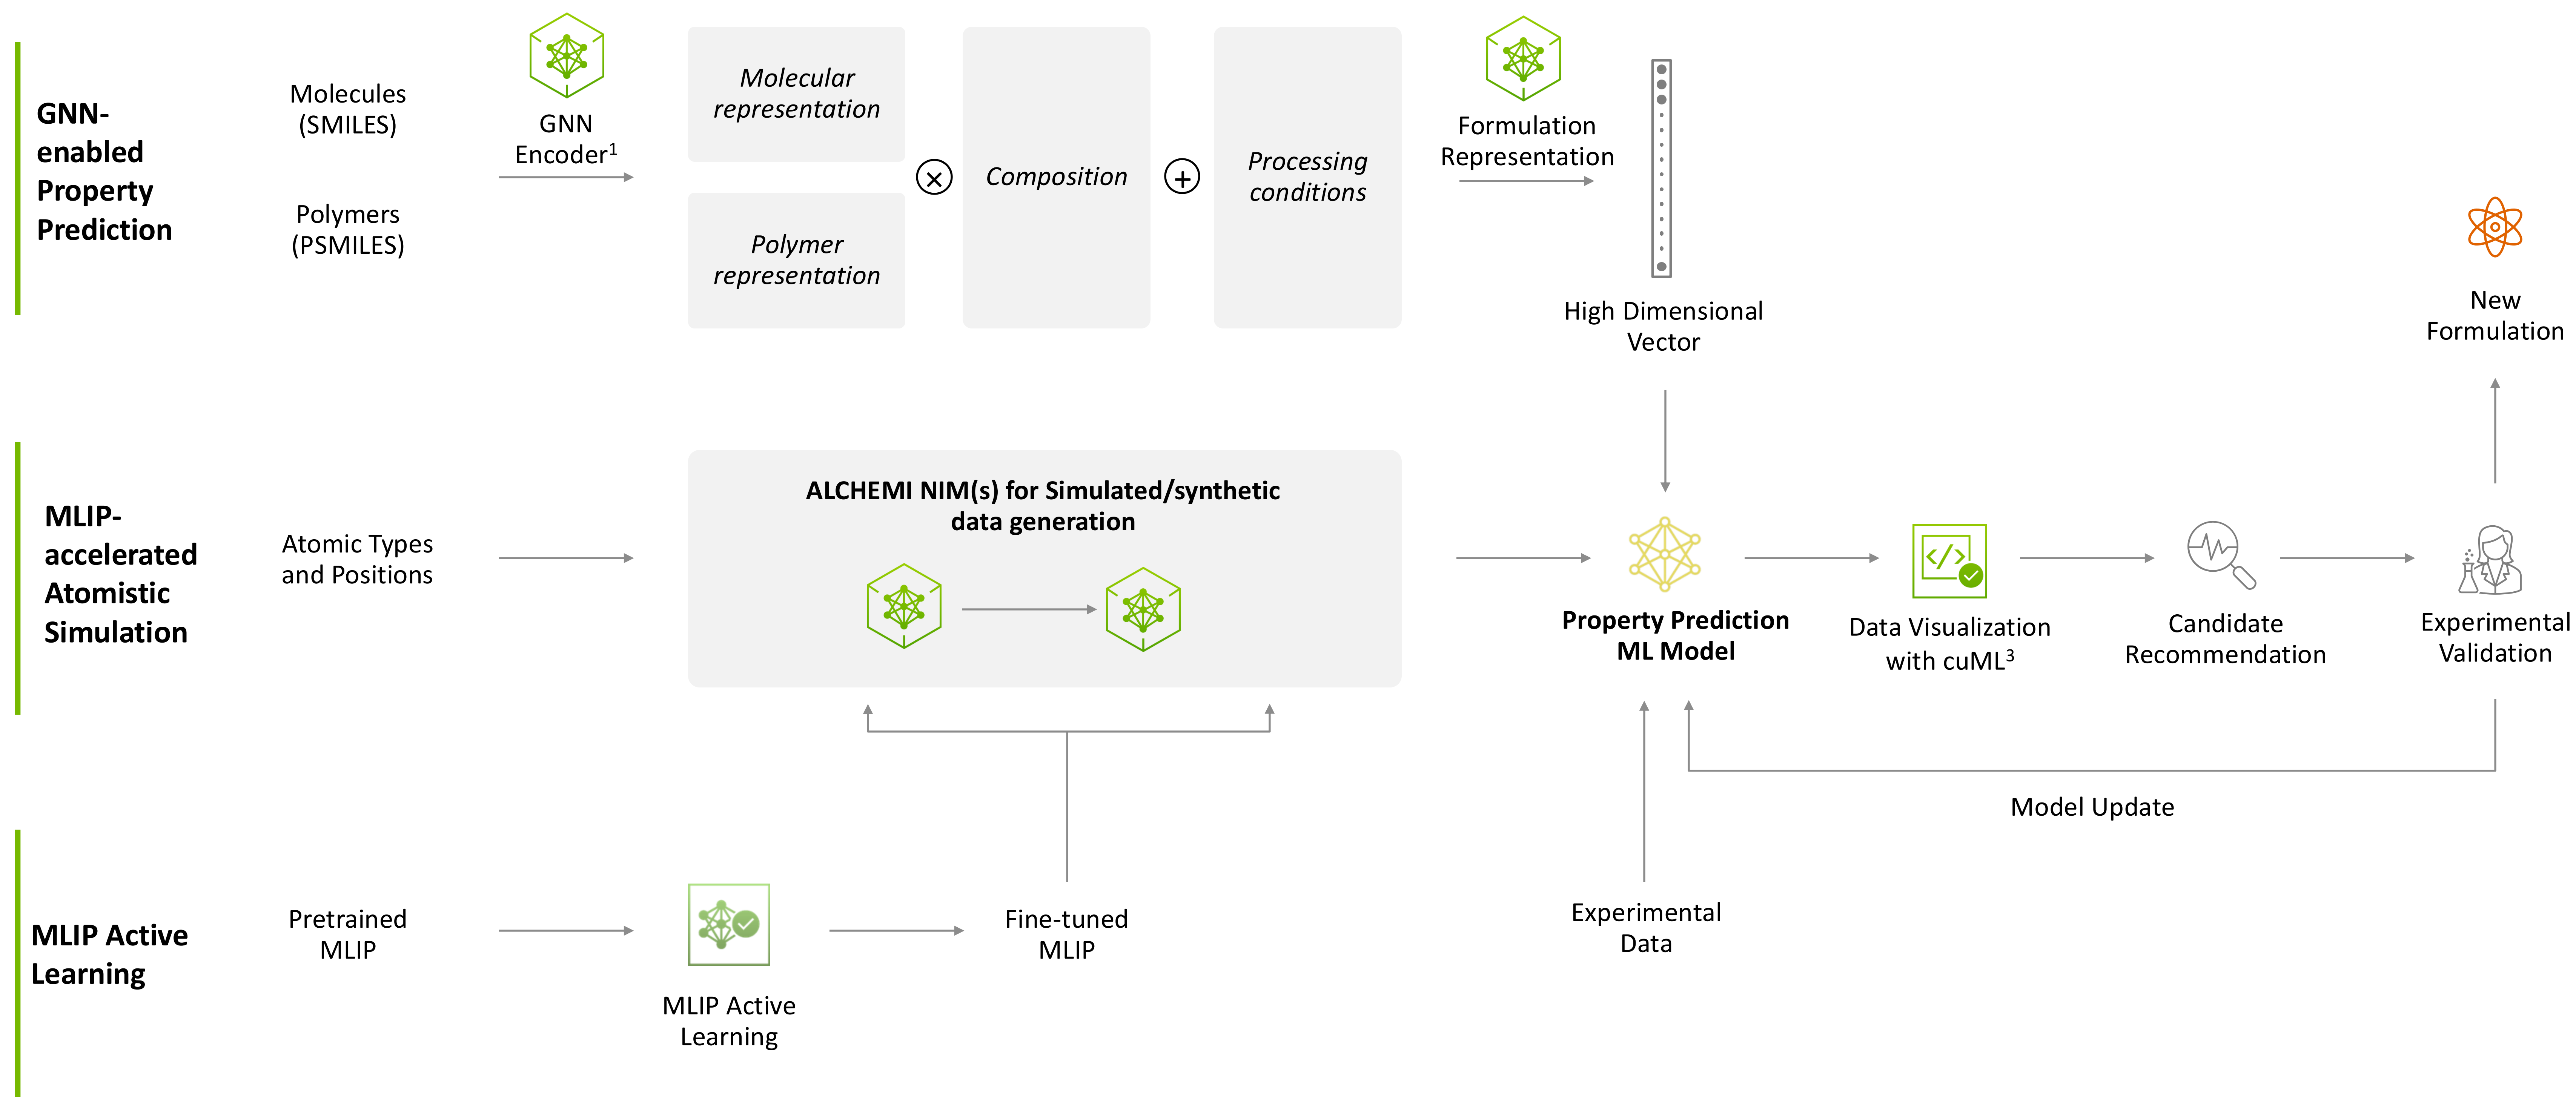 GNN-
enabled
Property
Prediction
Molecules
(SMILES)
Polymers
(PSMILES)
GNN
Encoder¹
Molecular
representation
Polymer
representation
Composition
Processing
conditions
Formulation
Representation
High Dimensional
Vector
New
Formulation
MLIP-
accelerated
Atomistic
Simulation
Atomic Types
and Positions
ALCHEMI NIM(s) for Simulated/synthetic
data generation
Property Prediction
ML Model
Data Visualization
with cuML³
Candidate
Recommendation
Experimental
Validation
Model Update
MLIP Active
Learning
Pretrained
MLIP
MLIP Active
Learning
Fine-tuned
MLIP
Experimental
Data